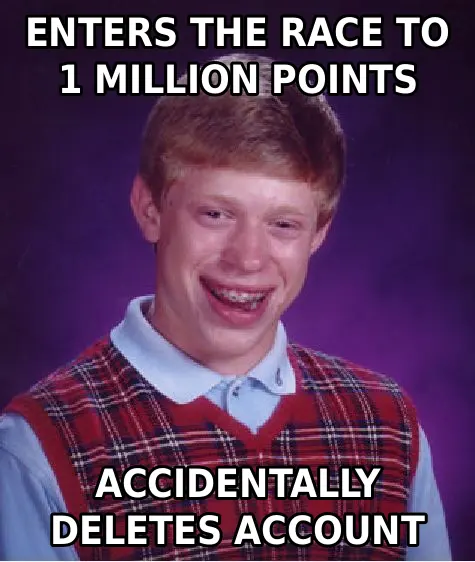 ENTERS THE RACE TO
1 MILLION POINTS
ACCIDENTALLY
DELETES ACCOUNT